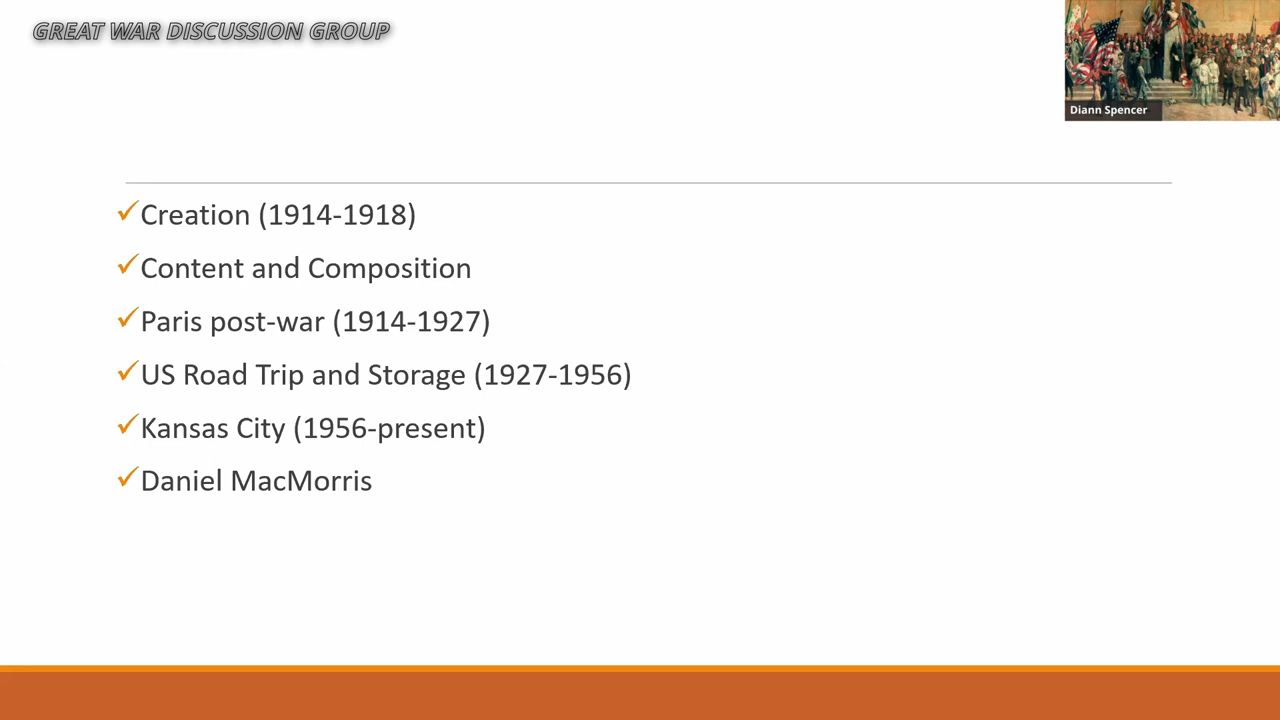 GREAT WAR DISCUSSION GROUP
Diann Spencer
Creation (1914-1918)
Content and Composition
Paris post-war (1914-1927)
US Road Trip and Storage (1927-1956)
Kansas City (1956-present)
Daniel MacMorris